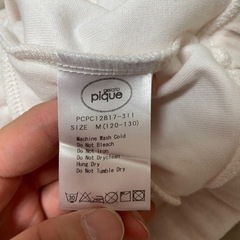 gelato
pique
PCPC12817-311
SIZE M(120-130)
Machine Wash Cold
Do Not Bleach
Do Not Iron
Do Not Dryclean
Hung Dry
Do Not Tumble Dry